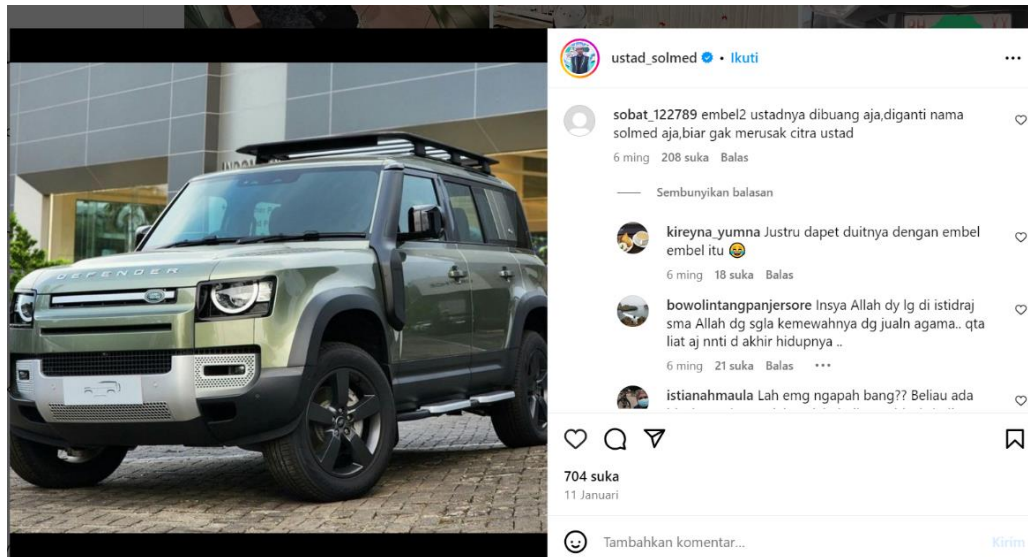 DEFENDER
ustad_solmed • Ikuti
sobat_122789 embel2 ustadnya dibuang aja,diganti nama
solmed aja,biar gak merusak citra ustad
6 ming 208 suka Balas
Sembunyikan balasan
kireyna_yumna Justru dapet duitnya dengan embel
embel itu 😂
6 ming 18 suka Balas
bowolintangpanjersore Insya Allah dy lg di istidraj
sma Allah dg sgla kemewahnya dg jualn agama.. qta
liat aj nnti d akhir hidupnya ..
6 ming 21 suka Balas
istianahmaula Lah emg ngapah bang?? Beliau ada
704 suka
11 Januari
Tambahkan komentar...
Kirim